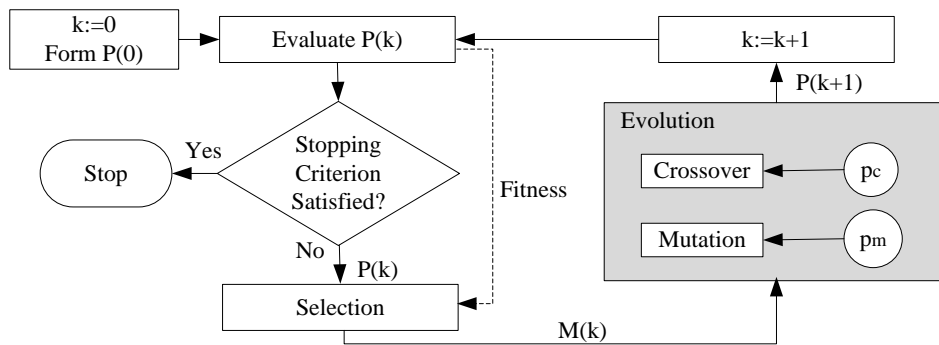 k:=0
Form P(0)
Evaluate P(k)
k:=k+1
P(k+1)
Evolution
Yes
Stop
Stopping
Criterion
Satisfied?
Fitness
Crossover
pc
Mutation
pm
No
P(k)
Selection
M(k)